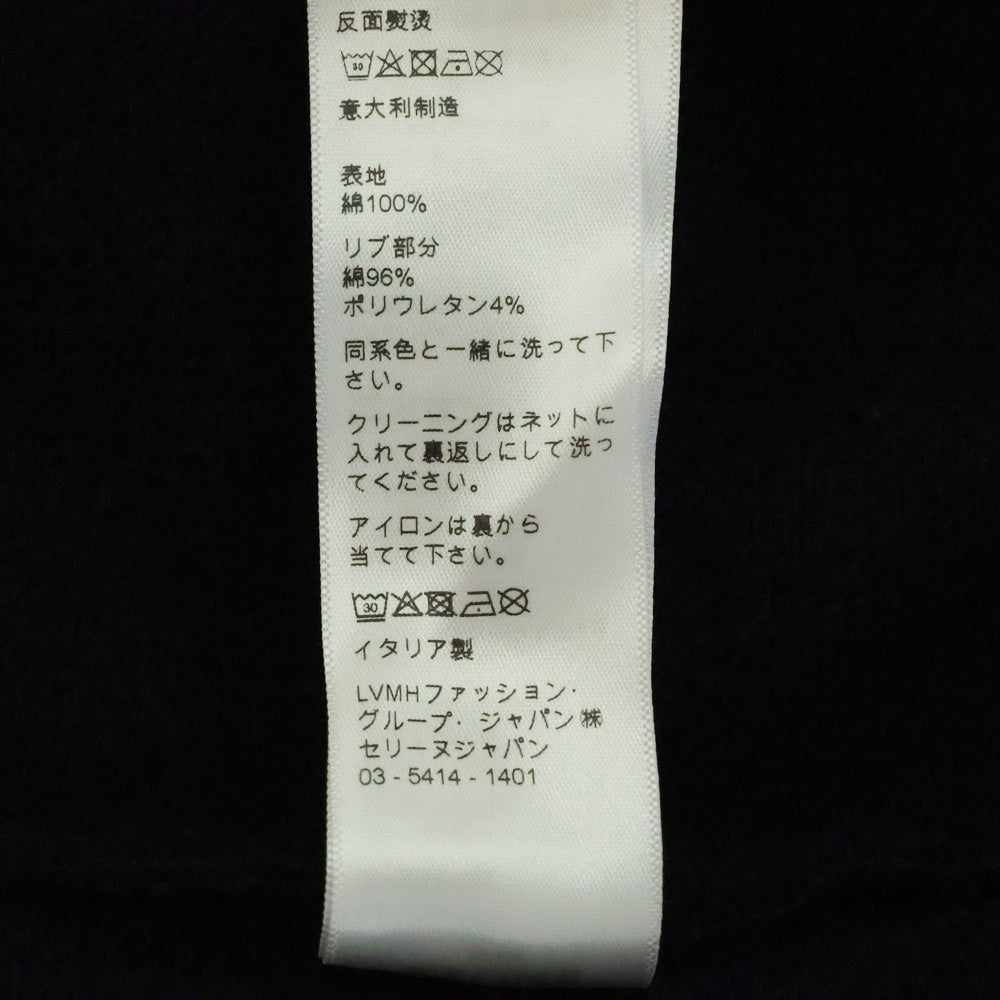 反面熨烫
30
意大利制造
表地
綿100%
リブ部分
綿96%
ポリウレタン4%
同系色と一緒に洗って下
さい。
クリーニングはネットに
入れて裏返しにして洗っ
てください。
アイロンは裏から
当てて下さい。
30
イタリア製
LVMHファッション・
グループ・ジャパン㈱
セリーヌジャパン
03 - 5414 - 1401